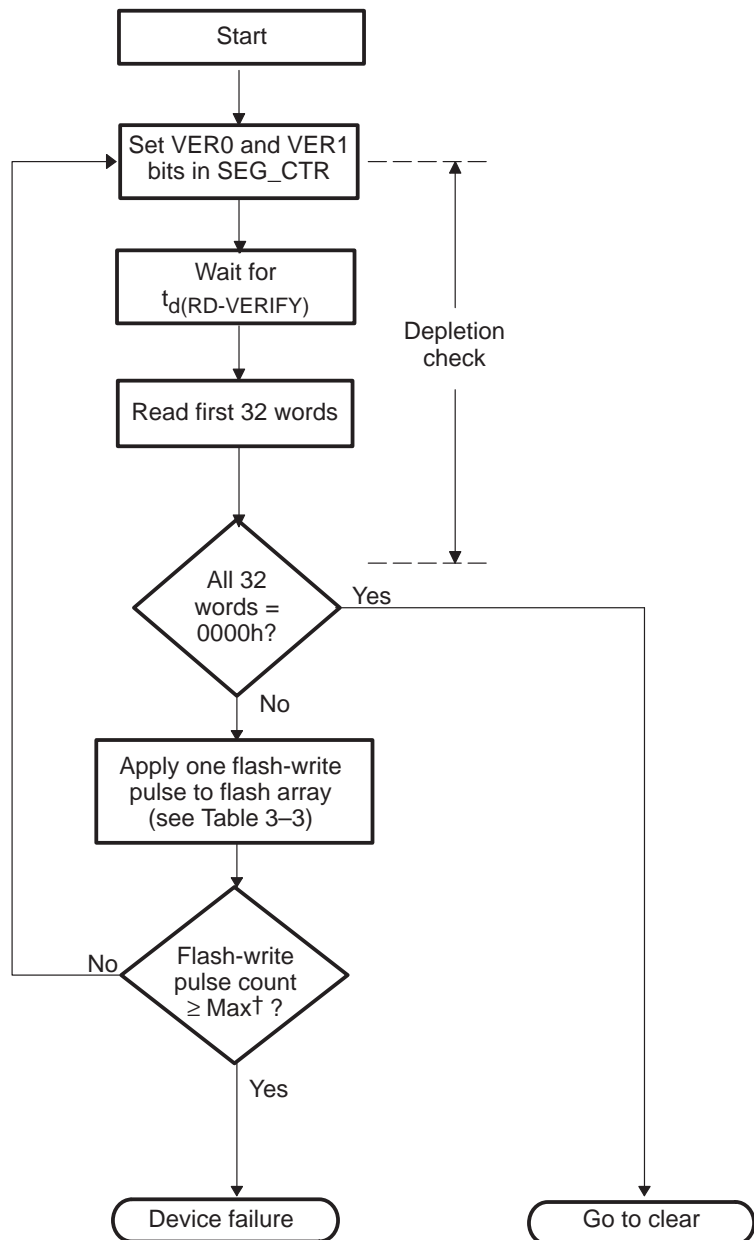 Start
Set VER0 and VER1
bits in SEG_CTR
Wait for
td(RD-VERIFY)
Depletion
check
Read first 32 words
All 32
words =
0000h?
Yes
No
Apply one flash-write
pulse to flash array
(see Table 3–3)
No
Flash-write
pulse count
≥ Max† ?
Yes
Device failure
Go to clear